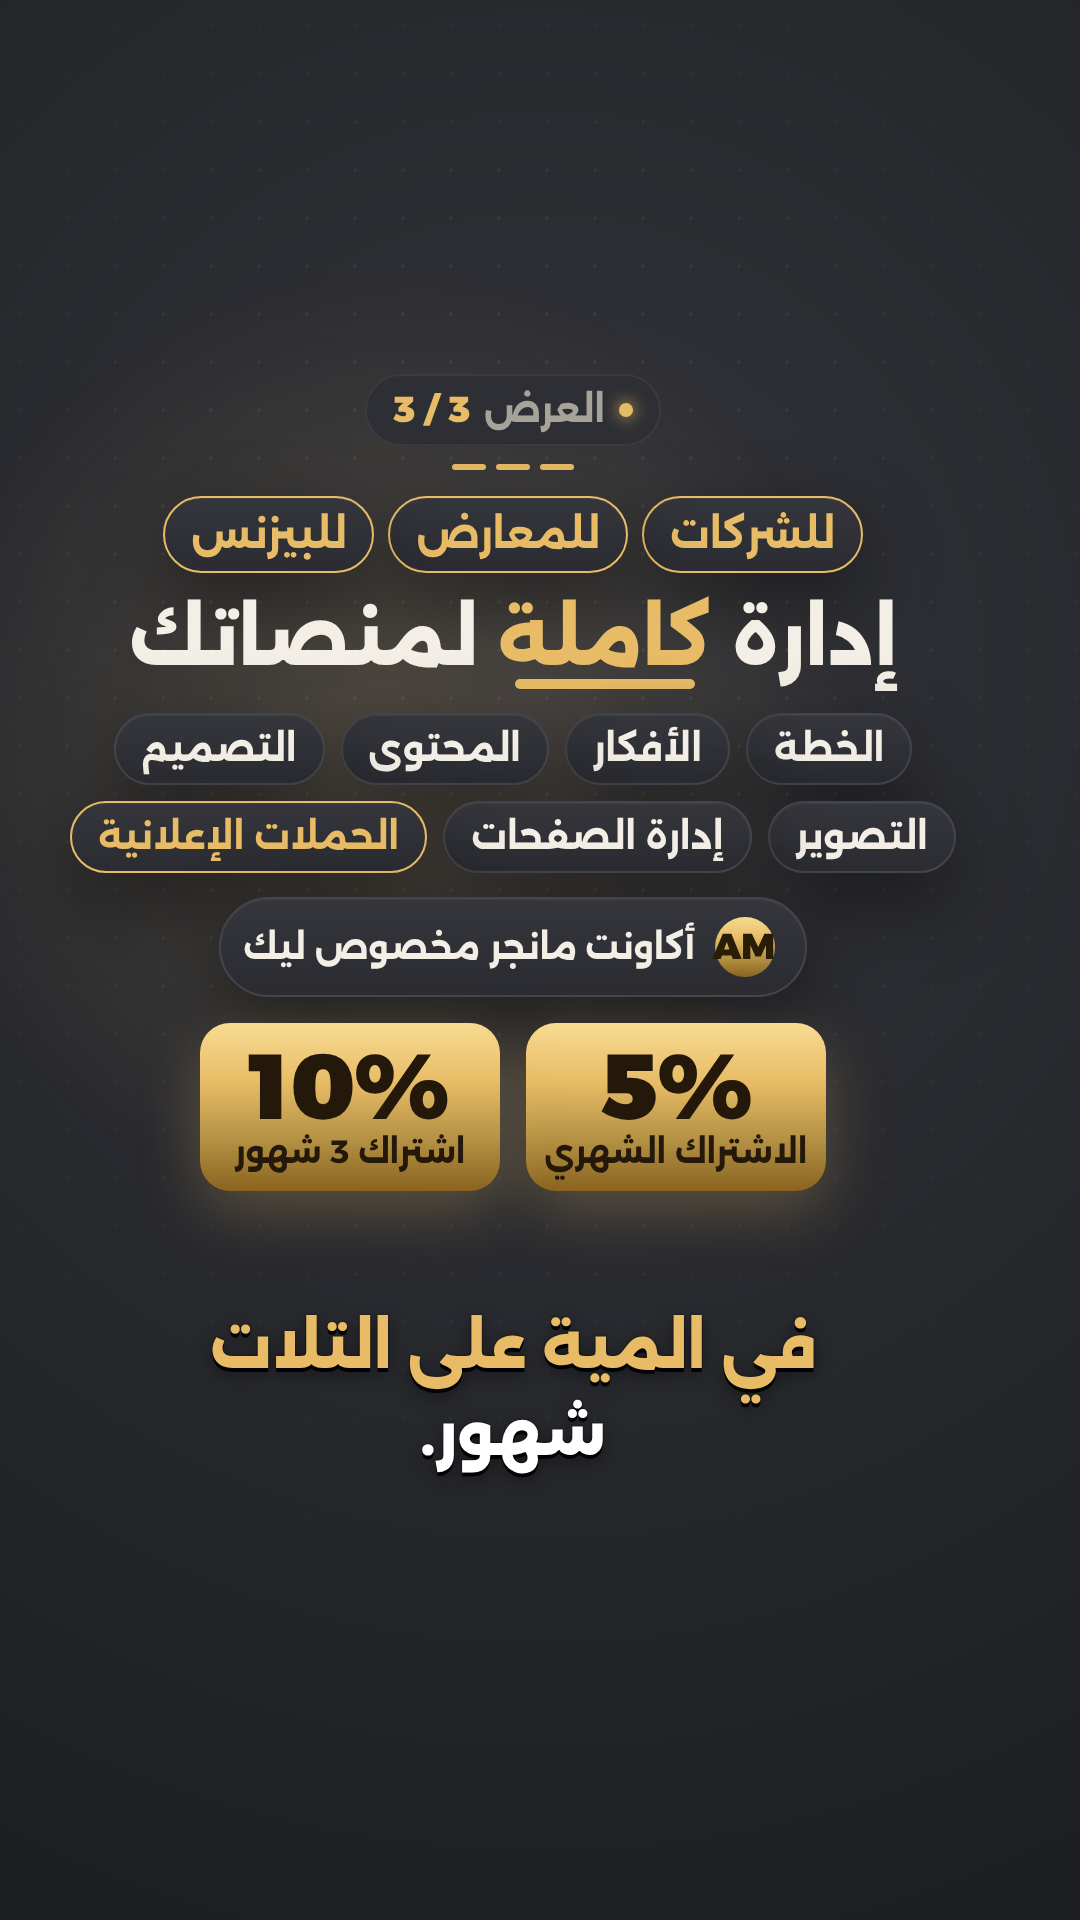 العرض 3 / 3
للشركات للمعارض للبيزنس
إدارة كاملة لمنصاتك
الخطة الأفكار المحتوى التصميم
التصوير إدارة الصفحات الحملات الإعلانية
AM أكاونت مانجر مخصوص ليك
5% 10%
الاشتراك الشهري اشتراك 3 شهور
في المية على التلات
شهور.